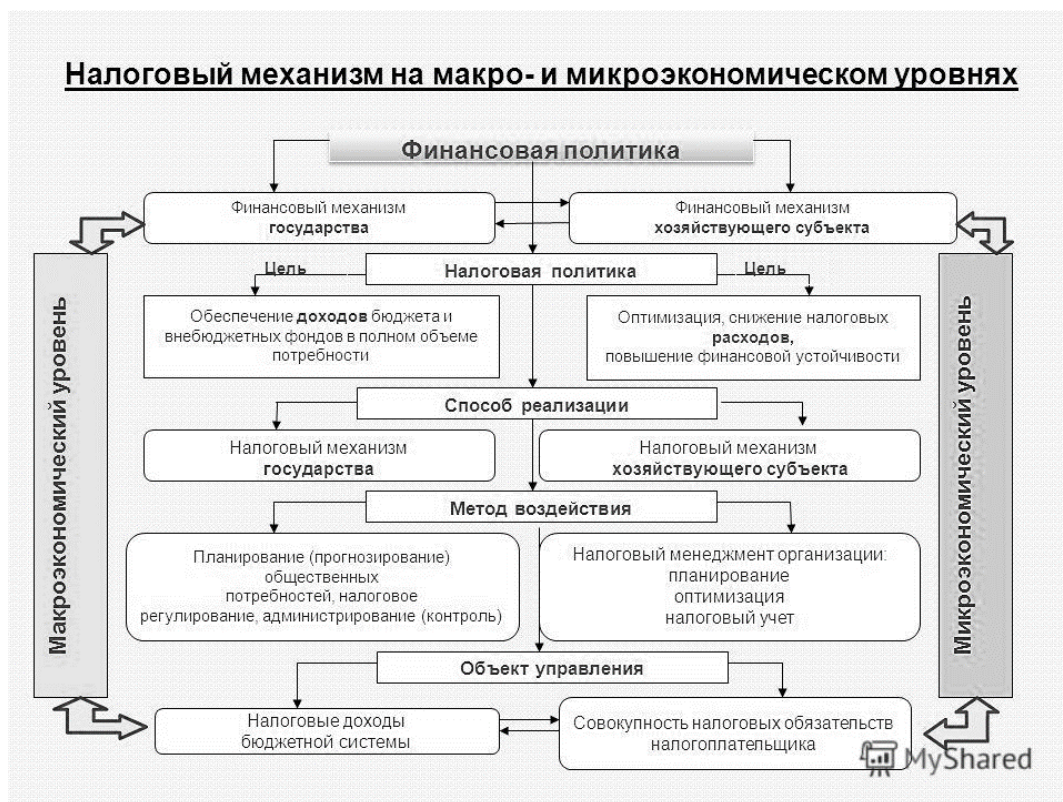 Налоговый механизм на макро- и микроэкономическом уровнях
Финансовая политика
Финансовый механизм
государства
Финансовый механизм
хозяйствующего субъекта
Налоговая политика
Цель
Цель
Обеспечение доходов бюджета и
внебюджетных фондов в полном объеме
потребности
Оптимизация, снижение налоговых
расходов,
повышение финансовой устойчивости
Способ реализации
Налоговый механизм
государства
Налоговый механизм
хозяйствующего субъекта
Метод воздействия
Планирование (прогнозирование)
общественных
потребностей, налоговое
регулирование, администрирование (контроль)
Налоговый менеджмент организации:
планирование
оптимизация
налоговый учет
Объект управления
Налоговые доходы
бюджетной системы
Совокупность налоговых обязательств
налогоплательщика
Макроэкономический уровень
Микроэкономический уровень
MyShared